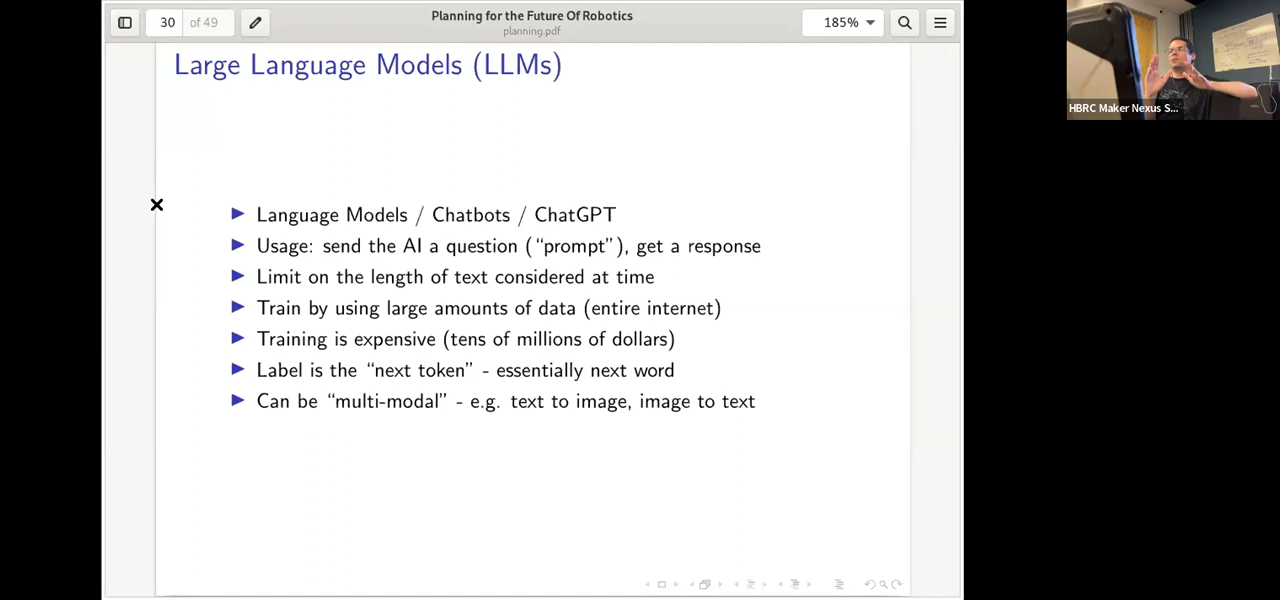 Planning for the Future Of Robotics
planning.pdf
30 of 49
185%
Large Language Models (LLMs)
Language Models / Chatbots / ChatGPT
Usage: send the AI a question (“prompt”), get a response
Limit on the length of text considered at time
Train by using large amounts of data (entire internet)
Training is expensive (tens of millions of dollars)
Label is the “next token” - essentially next word
Can be “multi-modal” - e.g. text to image, image to text
HBRC Maker Nexus S...